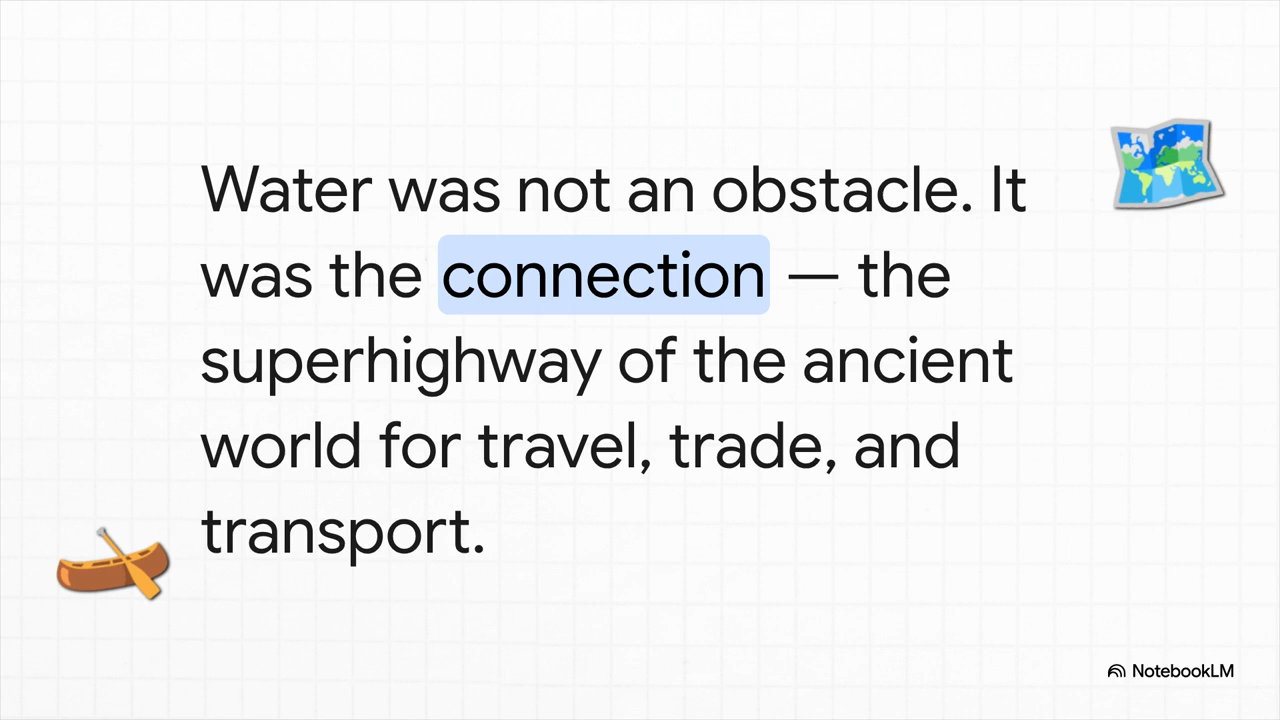 Water was not an obstacle. It
was the connection — the
superhighway of the ancient
world for travel, trade, and
transport.
NotebookLM